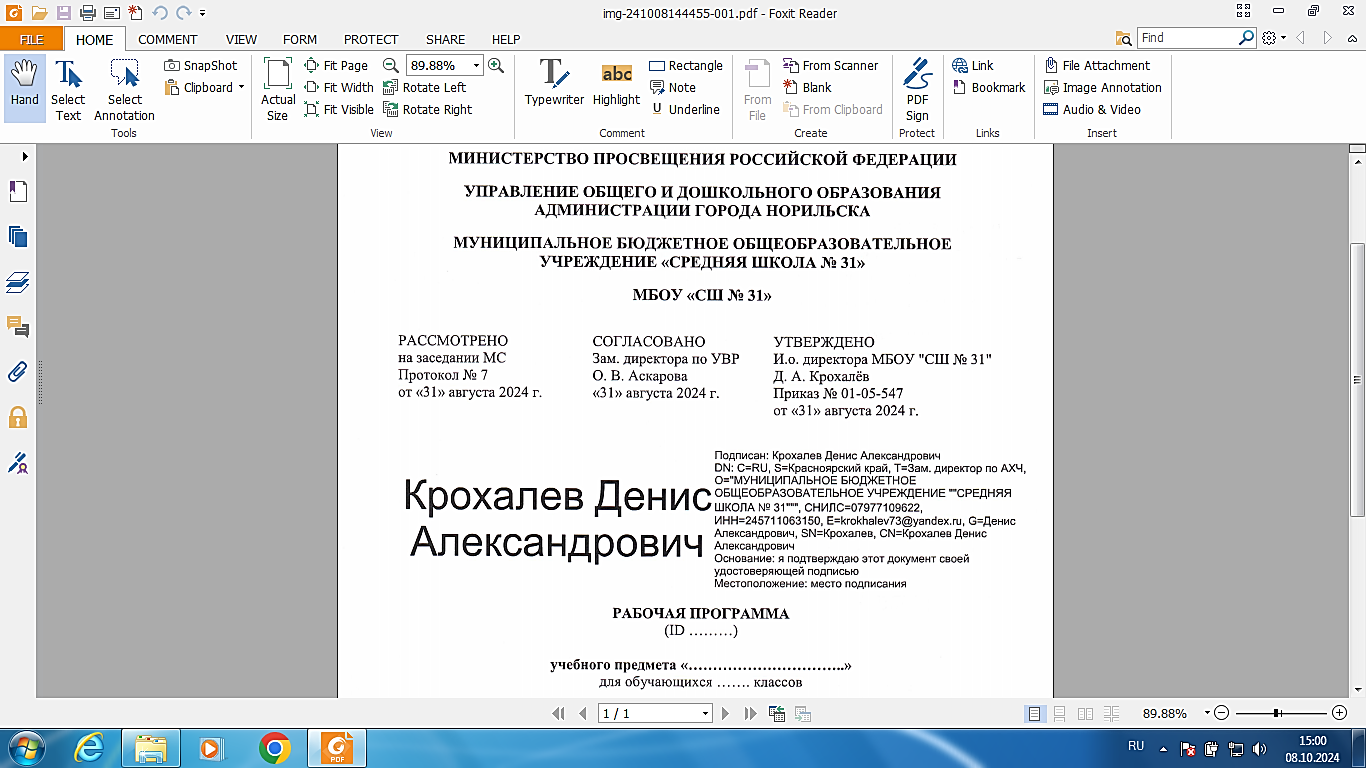 img-241008144455-001.pdf - Foxit Reader
FILE HOME COMMENT VIEW FORM PROTECT SHARE HELP Find
Hand
Select Text
Select Annotation
SnapShot
Clipboard
Tools
Actual Size
Fit Page
Fit Width
Fit Visible
89.88%
Rotate Left
Rotate Right
View
Typewriter
abc
Highlight
Rectangle
Note
Underline
Comment
From File
From Scanner
Blank
From Clipboard
Create
PDF Sign
Protect
Link
Bookmark
Links
File Attachment
Image Annotation
Audio & Video
Insert
МИНИСТЕРСТВО ПРОСВЕЩЕНИЯ РОССИЙСКОЙ ФЕДЕРАЦИИ
УПРАВЛЕНИЕ ОБЩЕГО И ДОШКОЛЬНОГО ОБРАЗОВАНИЯ
АДМИНИСТРАЦИИ ГОРОДА НОРИЛЬСКА
МУНИЦИПАЛЬНОЕ БЮДЖЕТНОЕ ОБЩЕОБРАЗОВАТЕЛЬНОЕ
УЧРЕЖДЕНИЕ «СРЕДНЯЯ ШКОЛА № 31»
МБОУ «СШ № 31»
РАССМОТРЕНО
на заседании МС
Протокол № 7
от «31» августа 2024 г.
СОГЛАСОВАНО
Зам. директора по УВР
О. В. Аскарова
«31» августа 2024 г.
УТВЕРЖДЕНО
И.о. директора МБОУ "СШ № 31"
Д. А. Крохалёв
Приказ № 01-05-547
от «31» августа 2024 г.
Крохалев Денис
Александрович
Подписан: Крохалев Денис Александрович
DN: C=RU, S=Красноярский край, T=Зам. директор по АХЧ,
O="МУНИЦИПАЛЬНОЕ БЮДЖЕТНОЕ
ОБЩЕОБРАЗОВАТЕЛЬНОЕ УЧРЕЖДЕНИЕ ""СРЕДНЯЯ
ШКОЛА № 31""", СНИЛС=07977109622,
ИНН=245711063150, E=krokhalev73@yandex.ru, G=Денис
Александрович, SN=Крохалев, CN=Крохалев Денис
Александрович
Основание: я подтверждаю этот документ своей
удостоверяющей подписью
Местоположение: место подписания
РАБОЧАЯ ПРОГРАММА
(ID ………)
учебного предмета «…………………………..»
для обучающихся ……. классов
1 / 1
89.88%
PDF
RU
15:00
08.10.2024